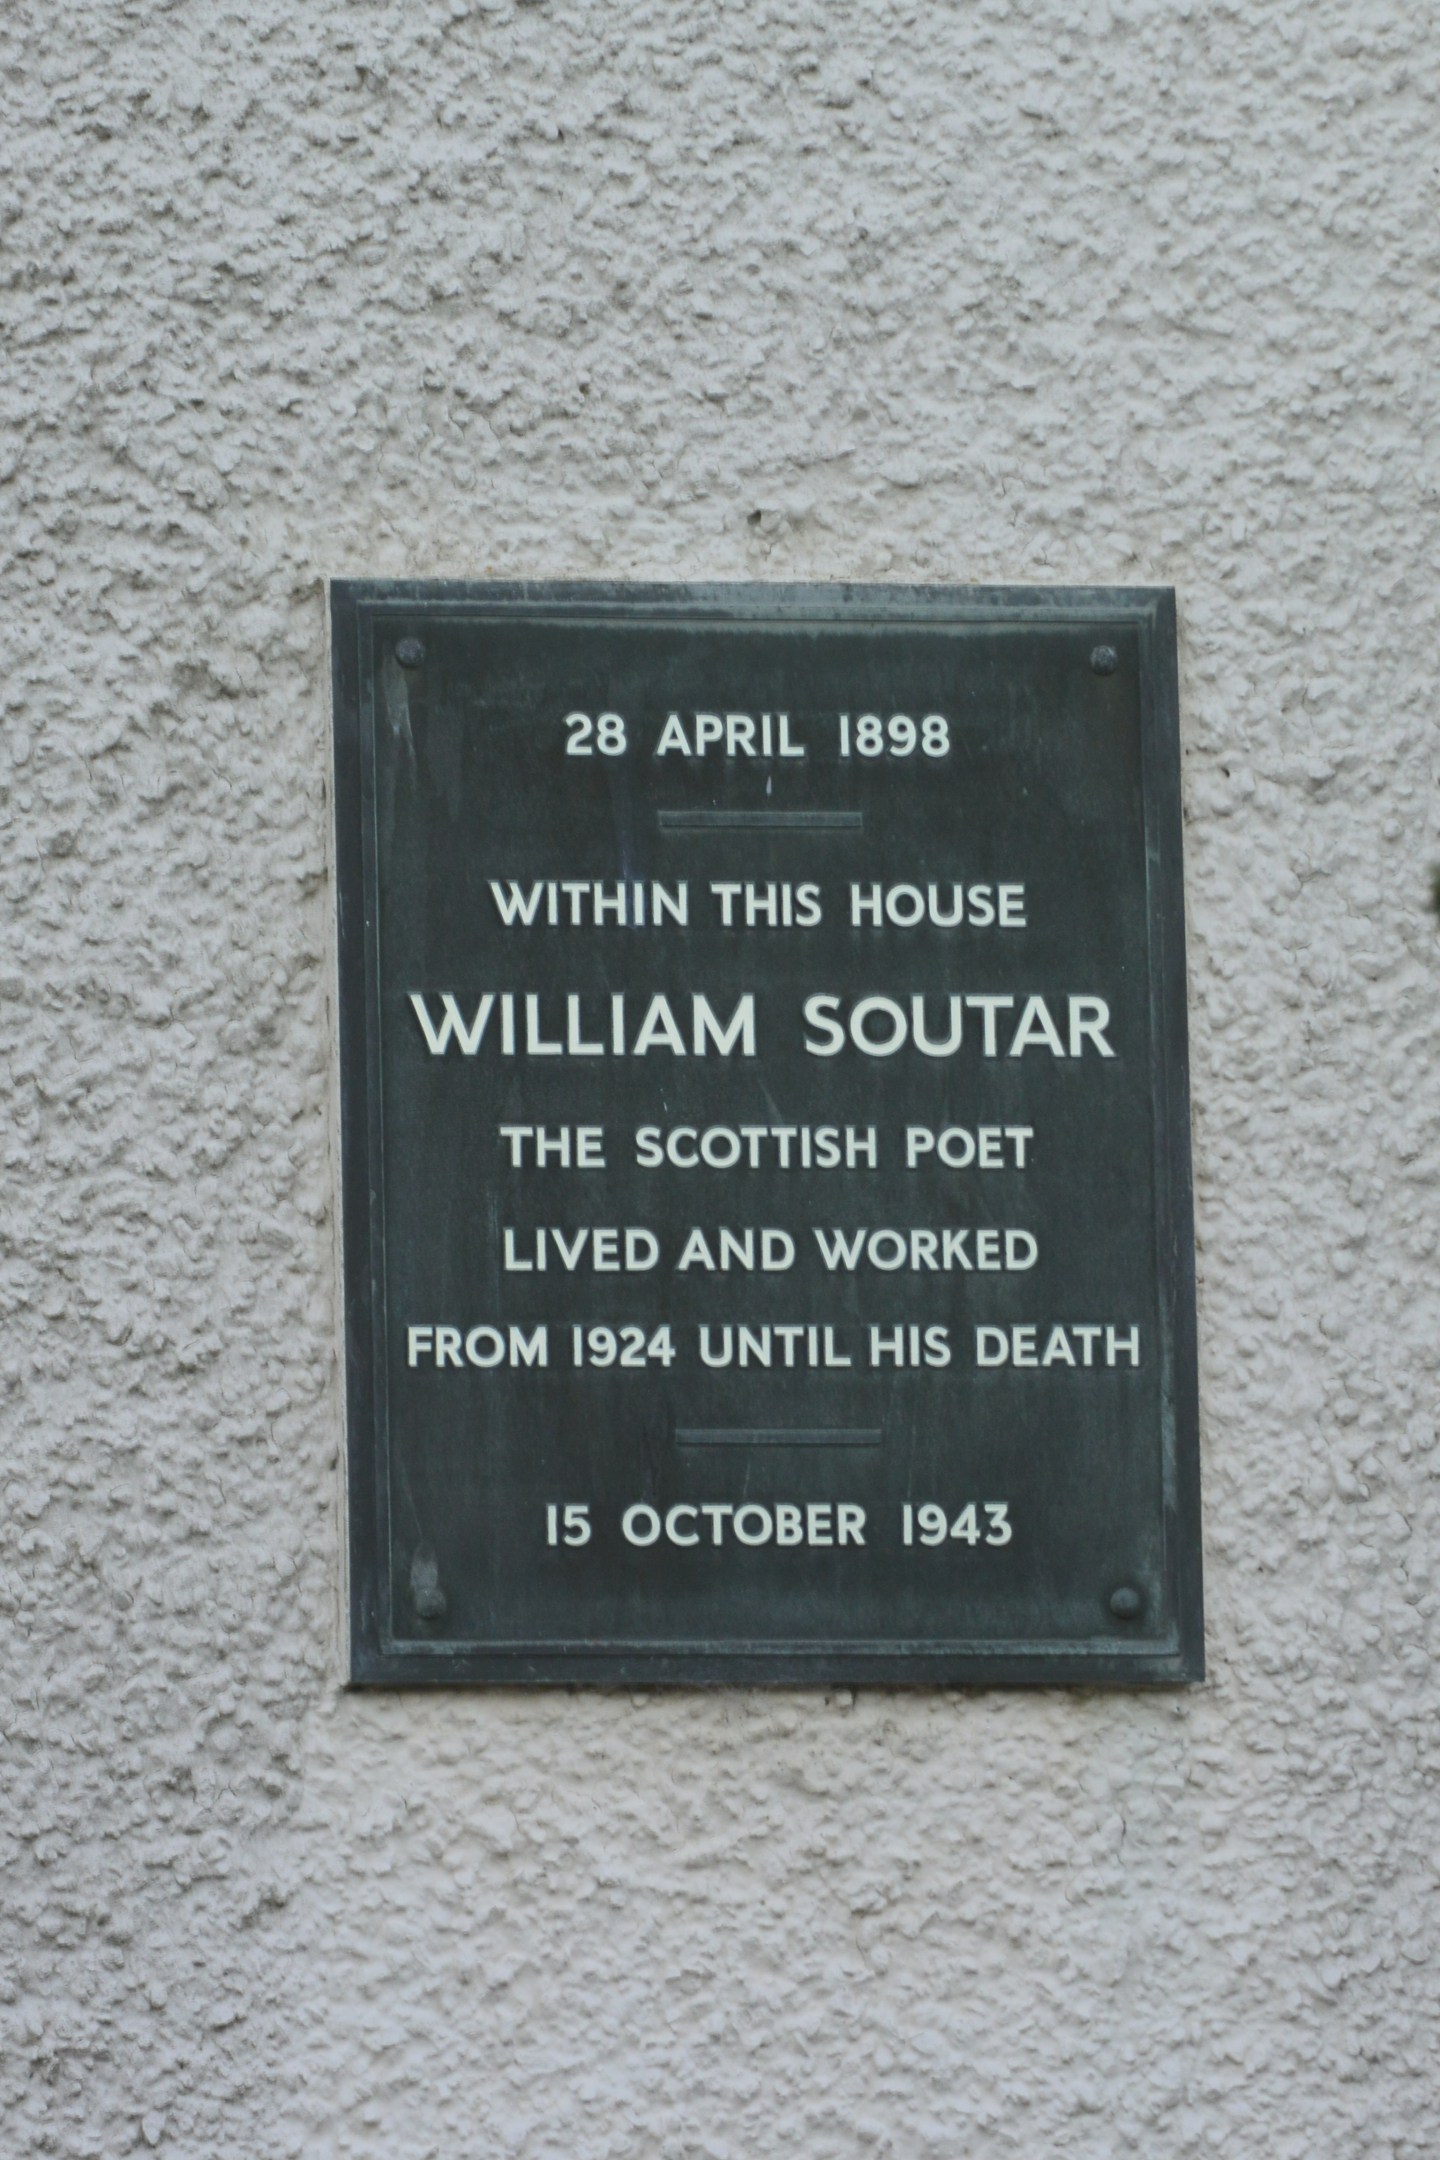 28 APRIL 1898
WITHIN THIS HOUSE
WILLIAM SOUTAR
THE SCOTTISH POET
LIVED AND WORKED
FROM 1924 UNTIL HIS DEATH
15 OCTOBER 1943